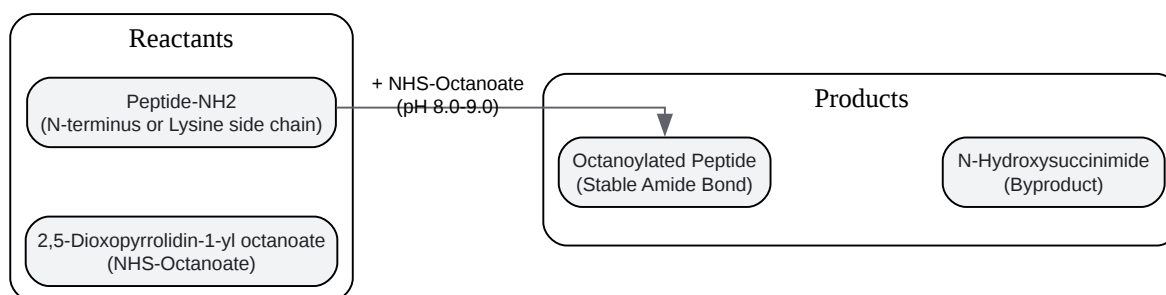 Reactants
Peptide-NH2
(N-terminus or Lysine side chain)
2,5-Dioxopyrrolidin-1-yl octanoate
(NHS-Octanoate)
+ NHS-Octanoate
(pH 8.0-9.0)
Products
Octanoylated Peptide
(Stable Amide Bond)
N-Hydroxysuccinimide
(Byproduct)